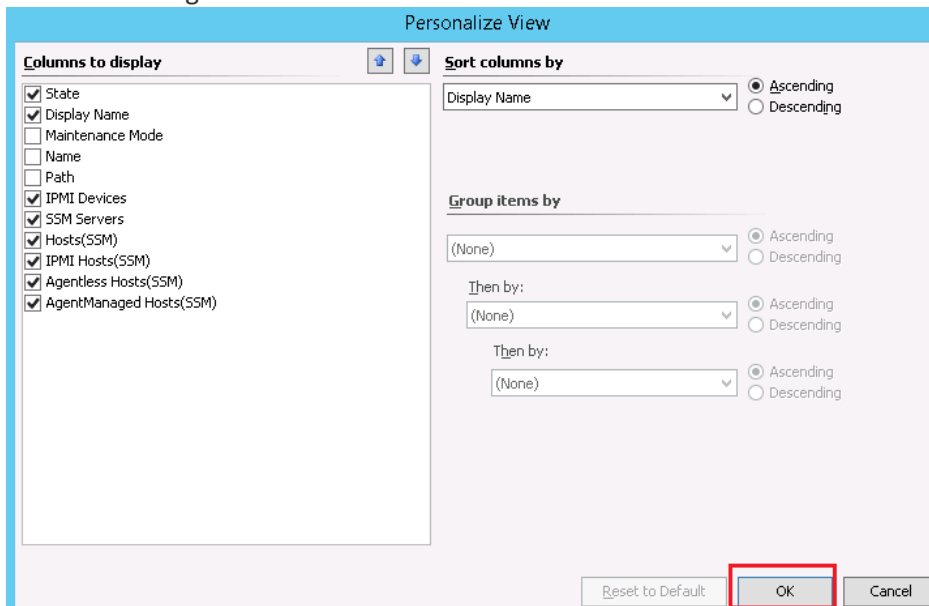 Personalize View
Columns to display
State
Display Name
Maintenance Mode
Name
Path
IPMI Devices
SSM Servers
Hosts(SSM)
IPMI Hosts(SSM)
Agentless Hosts(SSM)
AgentManaged Hosts(SSM)
Sort columns by
Display Name
Ascending
Descending
Group items by
(None)
Ascending
Descending
Then by:
(None)
Ascending
Descending
Then by:
(None)
Ascending
Descending
Reset to Default
OK
Cancel